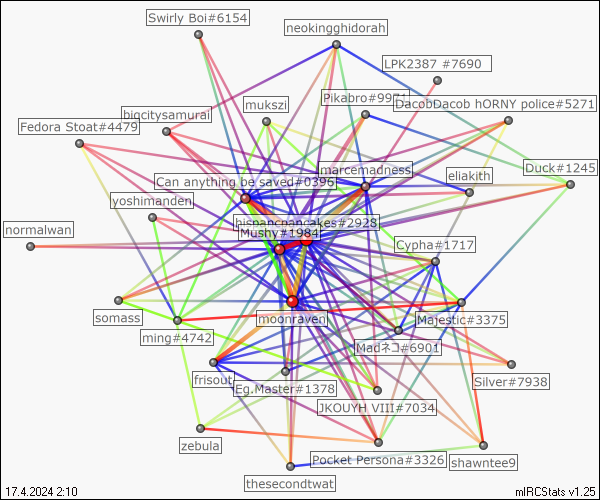 Swirly Boi#6154
neokingghidorah
LPK2387 #7690
Pikabro#9971
mukszi
DacobDacob hORNY police#5271
bigcitysamurai
Fedora Stoat#4479
marcemadness
Duck#1245
eliakith
Can anything be saved#0396
yoshimanden
hispanicpancakes#2928
normalwan
Mushy#1984
Cypha#1717
somass
moonraven
Majestic#3375
ming#4742
Madネコ#6901
frisout
Eg.Master#1378
Silver#7938
JKOUYH VIII#7034
zebula
Pocket Persona#3326
shawntee9
thesecondtwat
17.4.2024 2:10
mIRCStats v1.25